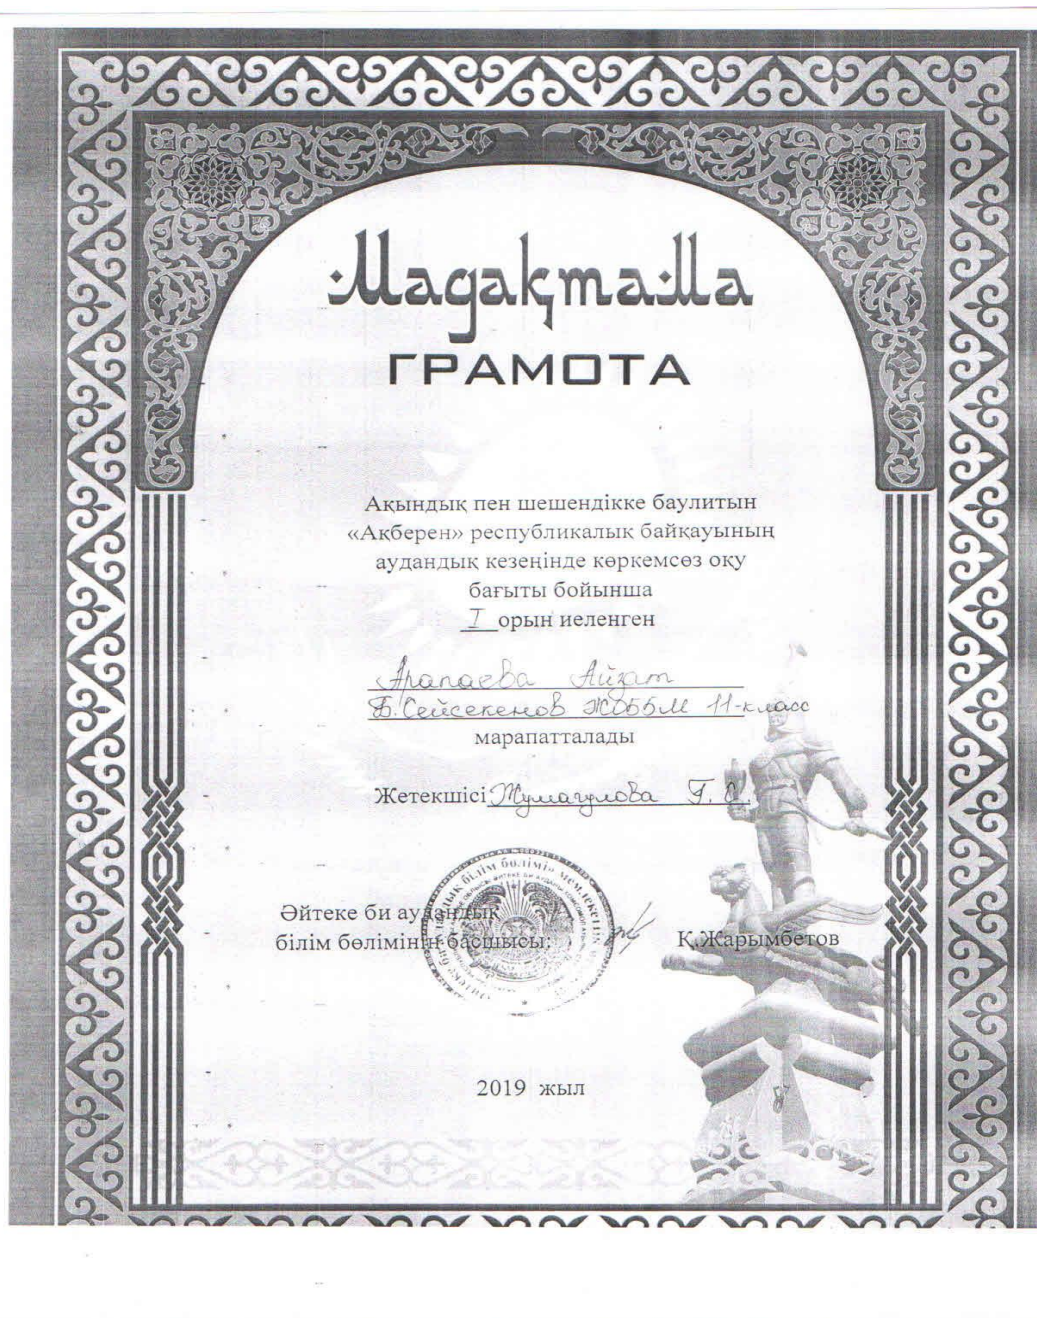 Мадақтама
ГРАМОТА
Ақындық пен шешендікке баулитын
«Ақберен» республикалық байқауының
аудандық кезеңінде көркемсөз оқу
бағыты бойынша
I орын иеленген
Арапаева Айзат
Б. Сейсекенов ЖОББМ 11-класс
марапатталады
Жетекшісі Жумагулова Г.
Әйтеке би аудандық
білім бөлімінің басшысы: Қ.Жарымбетов
2019 жыл